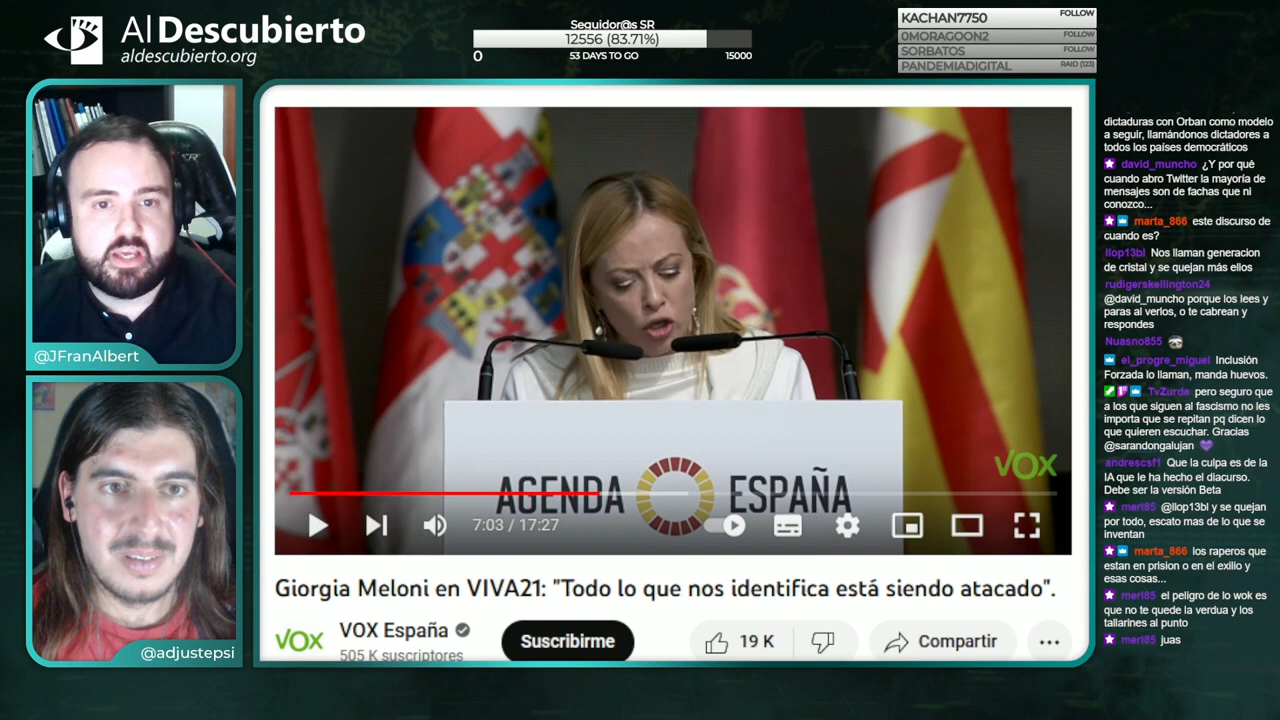 Al Descubierto
aldescubierto.org
Seguidor@s SR
12556 (83.71%)
0
53 DAYS TO GO
15000
KACHAN7750 FOLLOW
0MORAGOON2 FOLLOW
SORBATOS FOLLOW
PANDEMIADIGITAL RAID (123)
@JFranAlbert
@adjustepsi
AGENDA ESPAÑA
VOX
7:03 / 17:27
Giorgia Meloni en VIVA21: "Todo lo que nos identifica está siendo atacado".
VOX
VOX España
505 K suscriptores
Suscribirme
19 K
Compartir
dictaduras con Orban como modelo
a seguir, llamándonos dictadores a
todos los países democráticos
david_muncho ¿Y por qué
cuando abro Twitter la mayoría de
mensajes son de fachas que ni
conozco...
marta_866 este discurso de
cuando es?
llop13bl Nos llaman generacion
de cristal y se quejan más ellos
rudigerskellington24
@david_muncho porque los lees y
paras al verlos, o te cabrean y
respondes
Nuasno855
el_progre_miguel Inclusión
Forzada lo llaman, manda huevos.
TvZurda pero seguro que
a los que siguen al fascismo no les
importa que se repitan pq dicen lo
que quieren escuchar. Gracias
@sarandongalujan
andrescsf1 Que la culpa es de la
IA que le ha hecho el diacurso.
Debe ser la versión Beta
meri85 @llop13bl y se quejan
por todo, escato mas de lo que se
inventan
marta_866 los raperos que
estan en prision o en el exilio y
esas cosas...
meri85 el peligro de lo wok es
que no te quede la verdua y los
tallarines al punto
meri85 juas